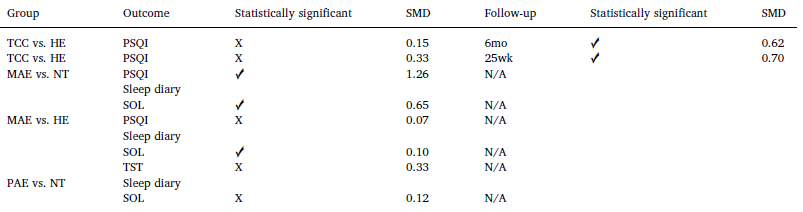 Group Outcome Statistically significant SMD Follow-up Statistically significant SMD
TCC vs. HE PSQI X 0.15 6mo ✓ 0.62
TCC vs. HE PSQI X 0.33 25wk ✓ 0.70
MAE vs. NT PSQI ✓ 1.26 N/A
Sleep diary
SOL ✓ 0.65 N/A
MAE vs. HE PSQI X 0.07 N/A
Sleep diary
SOL ✓ 0.10 N/A
TST X 0.33 N/A
PAE vs. NT Sleep diary
SOL X 0.12 N/A